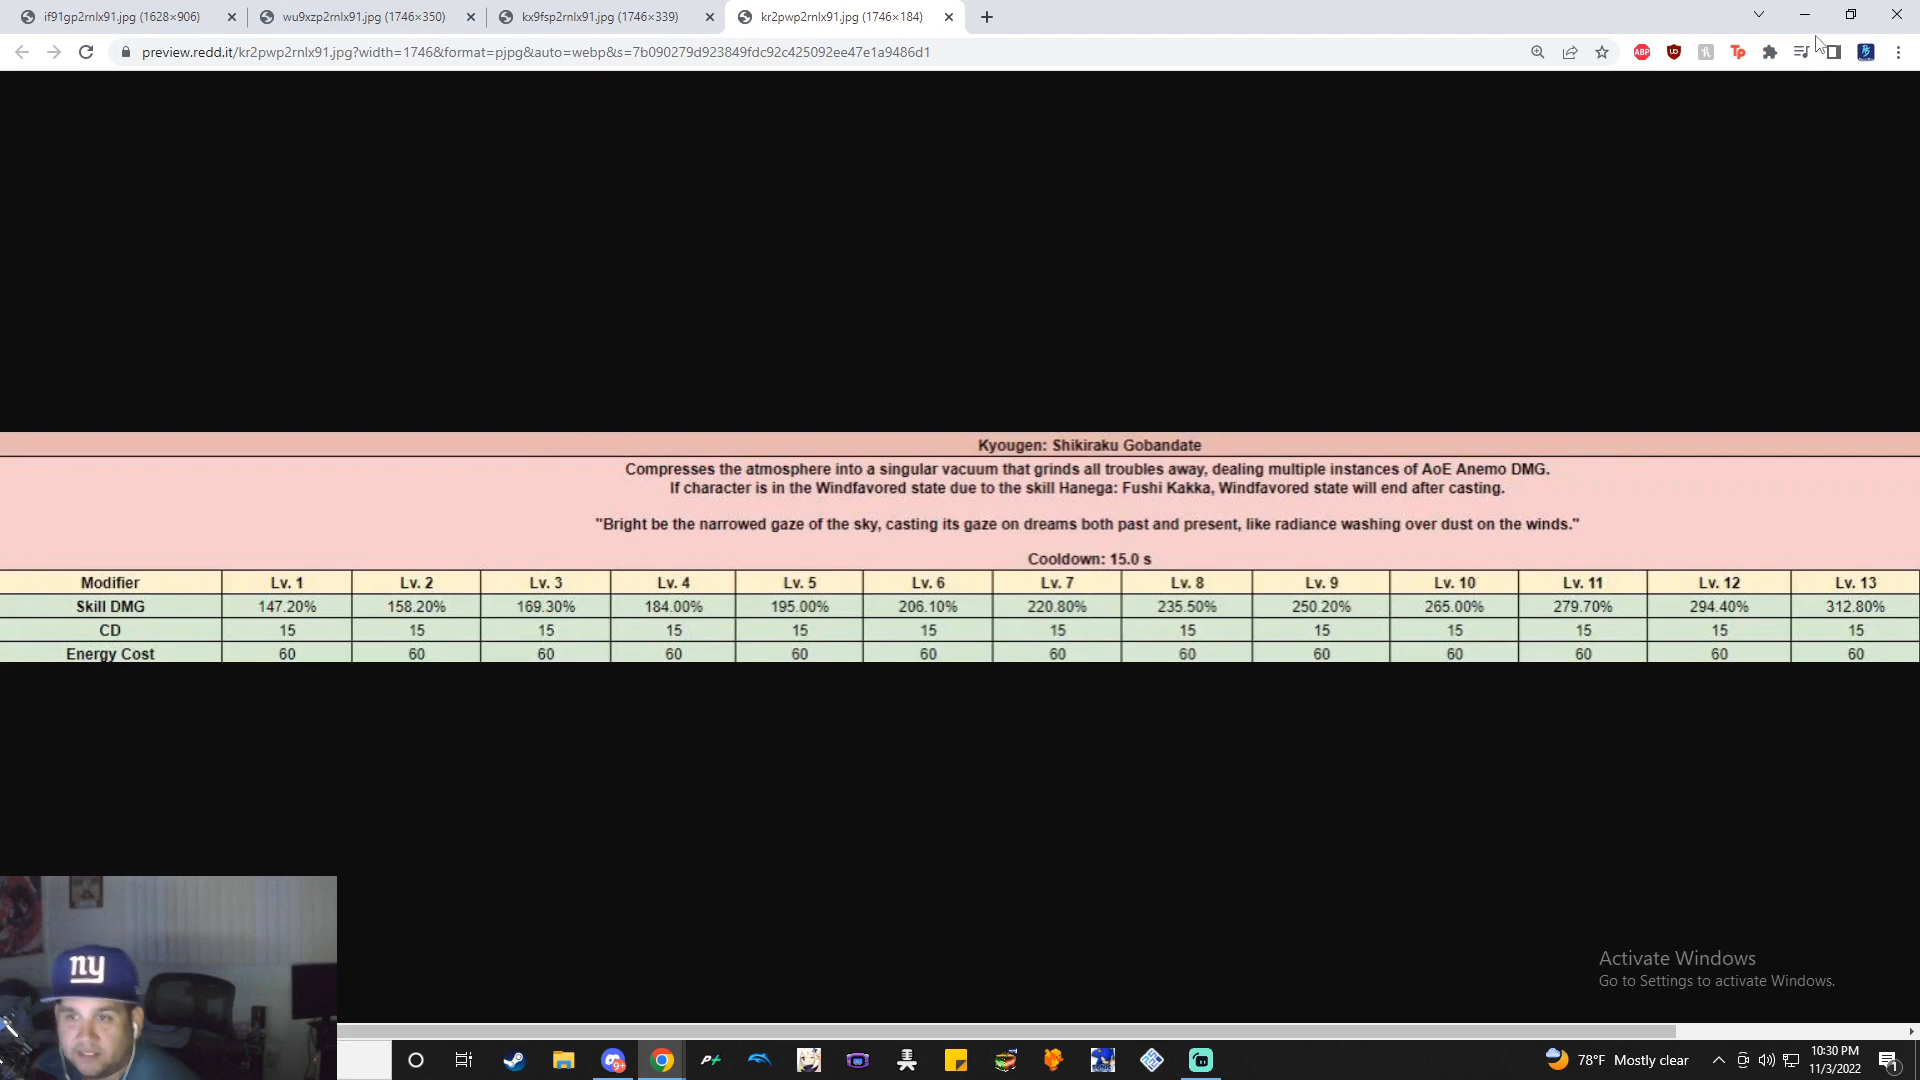 if91gp2rnlx91.jpg (1628×906)
wu9xzp2rnlx91.jpg (1746×350)
kx9fsp2rnlx91.jpg (1746×339)
kr2pwp2rnlx91.jpg (1746×184)
preview.redd.it/kr2pwp2rnlx91.jpg?width=1746&format=pjpg&auto=webp&s=7b090279d923849fdc92c425092ee47e1a9486d1
ABP
Kyougen: Shikiraku Gobandate
Compresses the atmosphere into a singular vacuum that grinds all troubles away, dealing multiple instances of AoE Anemo DMG.
If character is in the Windfavored state due to the skill Hanega: Fushi Kakka, Windfavored state will end after casting.
"Bright be the narrowed gaze of the sky, casting its gaze on dreams both past and present, like radiance washing over dust on the winds."
Cooldown: 15.0 s
Modifier Lv. 1 Lv. 2 Lv. 3 Lv. 4 Lv. 5 Lv. 6 Lv. 7 Lv. 8 Lv. 9 Lv. 10 Lv. 11 Lv. 12 Lv. 13
Skill DMG 147.20% 158.20% 169.30% 184.00% 195.00% 206.10% 220.80% 235.50% 250.20% 265.00% 279.70% 294.40% 312.80%
CD 15 15 15 15 15 15 15 15 15 15 15 15 15
Energy Cost 60 60 60 60 60 60 60 60 60 60 60 60 60
ny
Activate Windows
Go to Settings to activate Windows.
9+
78°F Mostly clear
10:30 PM
11/3/2022
1